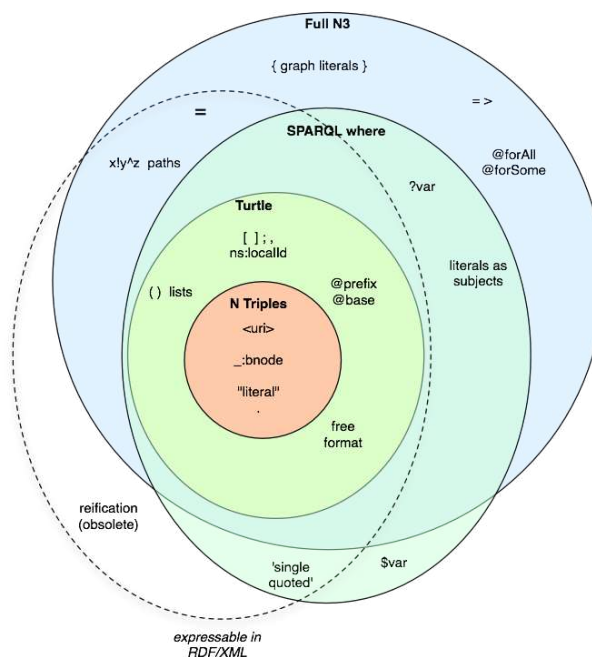 Full N3
{ graph literals }
= >
=
SPARQL where
@forAll
@forSome
x!y^z paths
?var
Turtle
[ ] ; ,
ns:localId
literals as
subjects
( ) lists
@prefix
@base
N Triples
<uri>
_:bnode
"literal"
.
free
format
reification
(obsolete)
'single
quoted'
$var
expressable in
RDF/XML